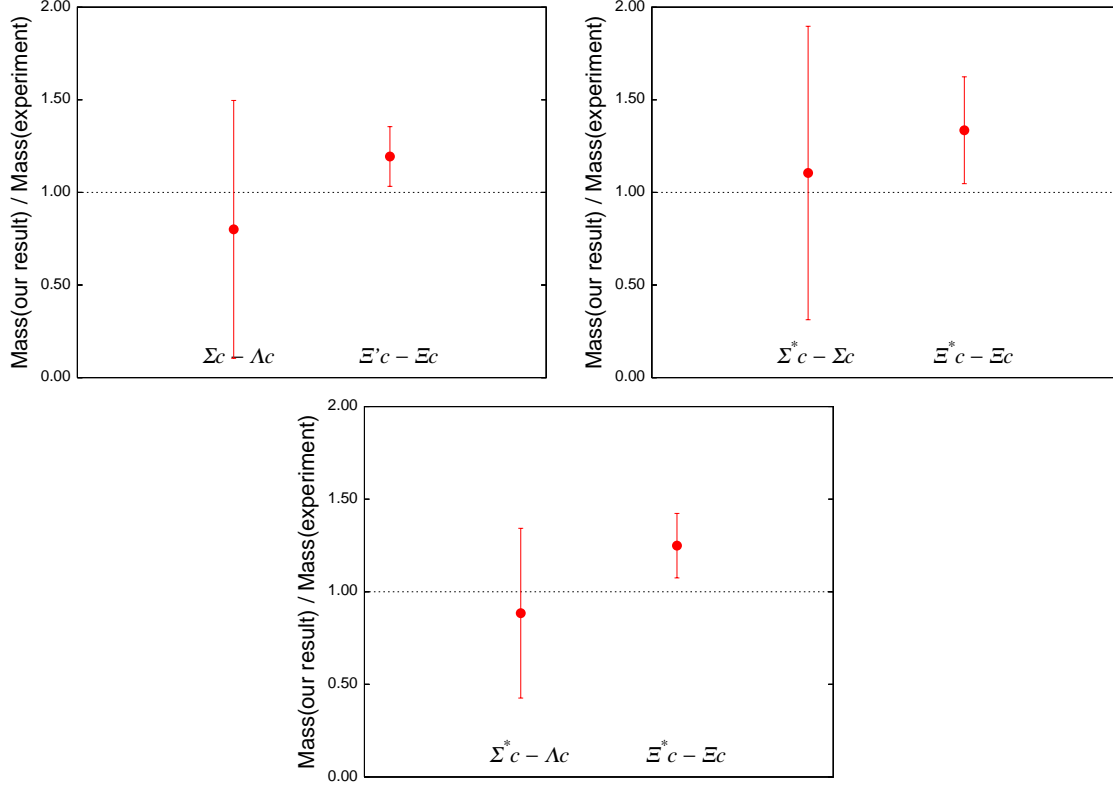 Mass(our result) / Mass(experiment)
2.00
1.50
1.00
0.50
0.00
Σc − Λc
Ξ'c − Ξc
Mass(our result) / Mass(experiment)
2.00
1.50
1.00
0.50
0.00
Σ*c − Σc
Ξ*c − Ξc
Mass(our result) / Mass(experiment)
2.00
1.50
1.00
0.50
0.00
Σ*c − Λc
Ξ*c − Ξc